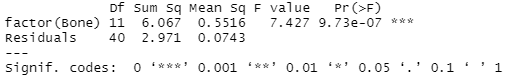 Df Sum Sq Mean Sq F value Pr(>F)
factor(Bone) 11 6.067 0.5516 7.427 9.73e-07 ***
Residuals 40 2.971 0.0743
---
Signif. codes: 0 ‘***’ 0.001 ‘**’ 0.01 ‘*’ 0.05 ‘.’ 0.1 ‘ ’ 1